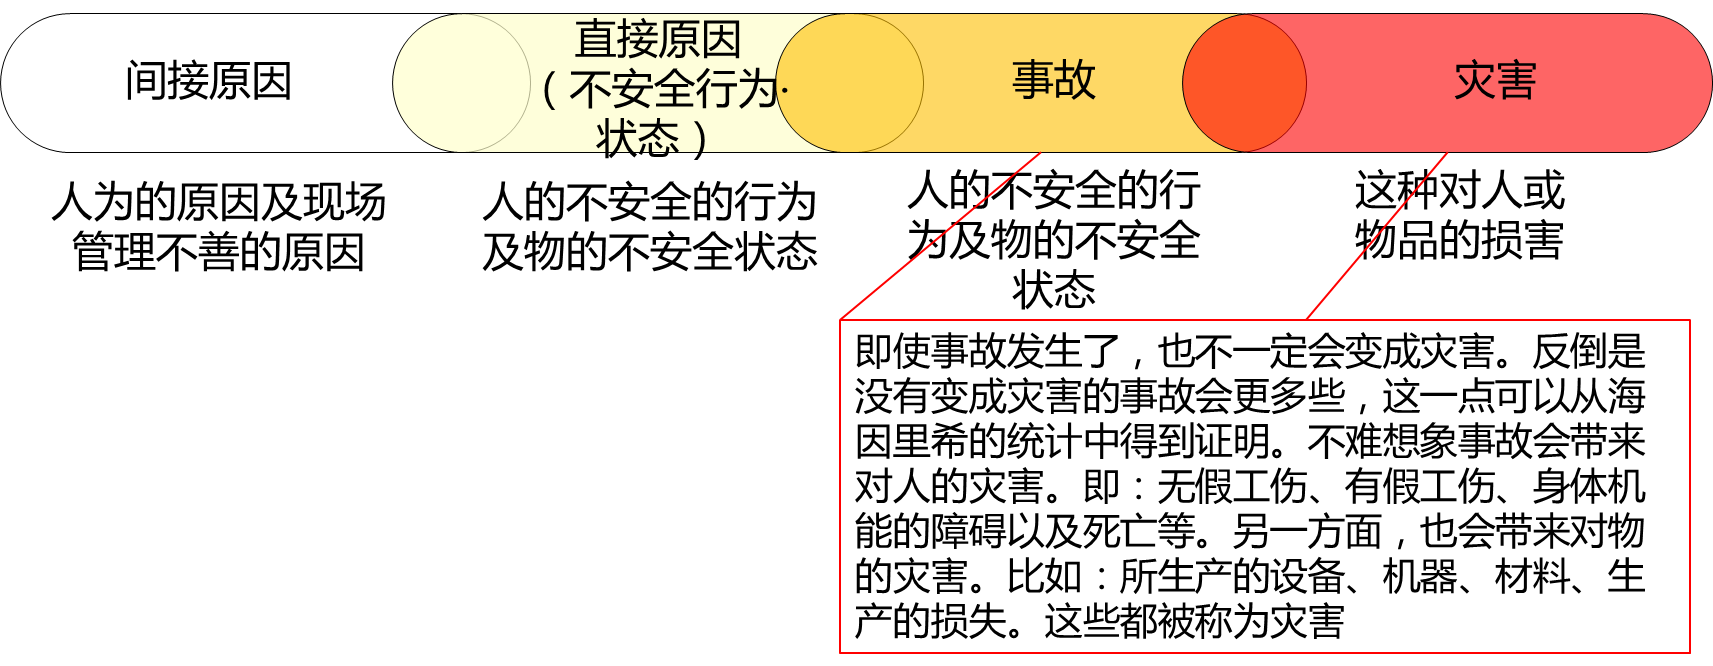 间接原因
直接原因
（不安全行为·
状态）
事故
灾害
人为的原因及现场
管理不善的原因
人的不安全的行为
及物的不安全状态
人的不安全的行
为及物的不安全
状态
这种对人或
物品的损害
即使事故发生了，也不一定会变成灾害。反倒是
没有变成灾害的事故会更多些，这一点可以从海
因里希的统计中得到证明。不难想象事故会带来
对人的灾害。即：无假工伤、有假工伤、身体机
能的障碍以及死亡等。另一方面，也会带来对物
的灾害。比如：所生产的设备、机器、材料、生
产的损失。这些都被称为灾害